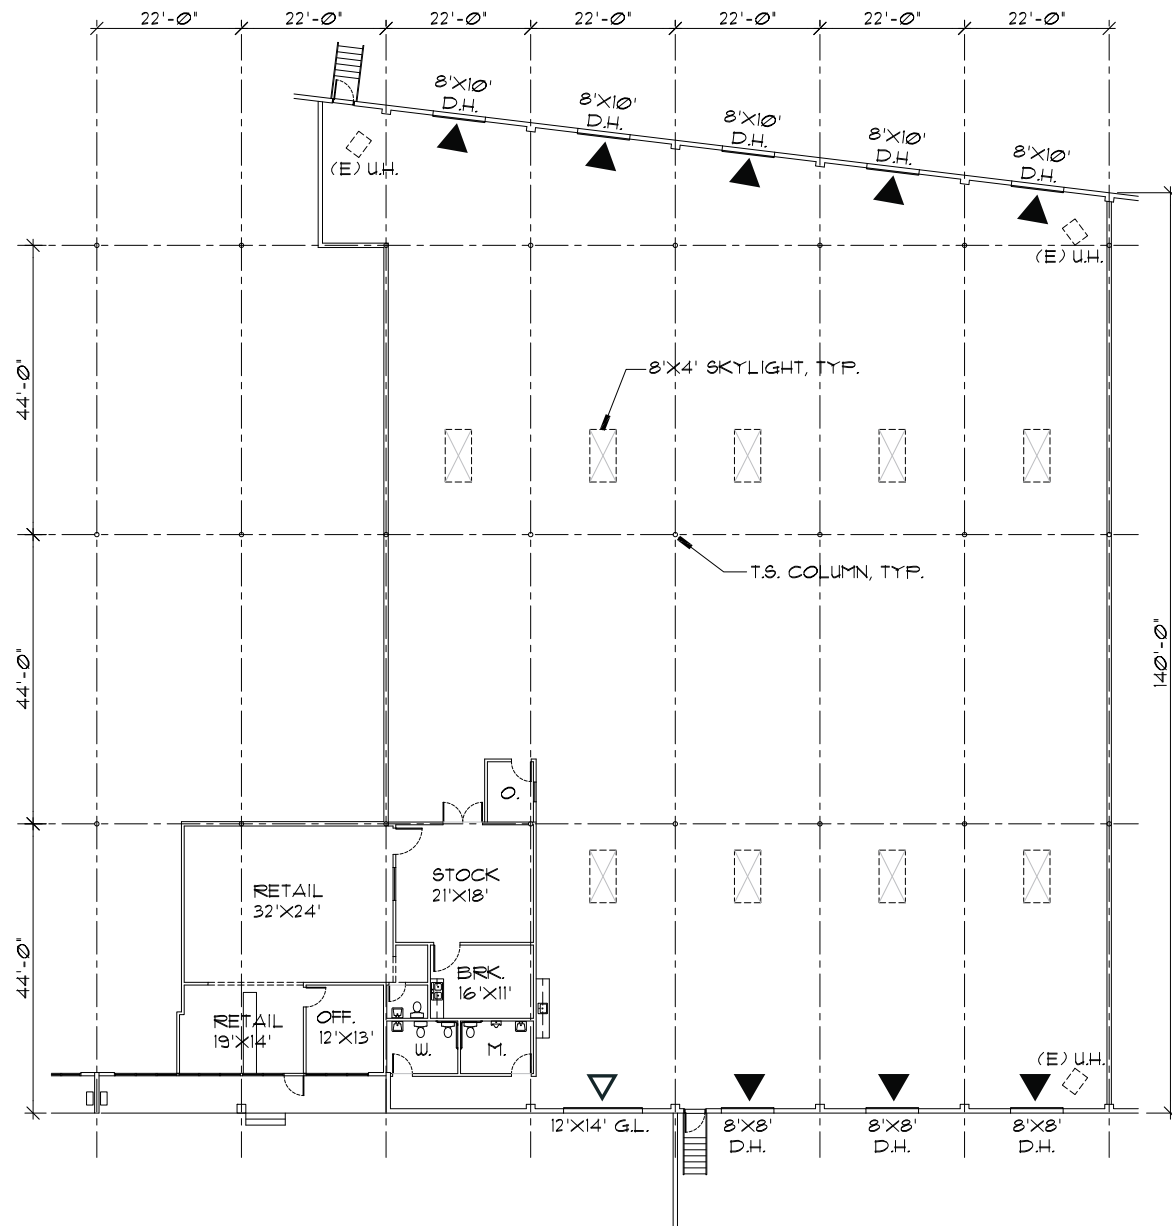 22'-0" 22'-0" 22'-0" 22'-0" 22'-0" 22'-0" 22'-0"
8'X10'
D.H.
8'X10'
D.H.
8'X10'
D.H.
8'X10'
D.H.
8'X10'
D.H.
(E) U.H.
(E) U.H.
44'-0"
8'X4' SKYLIGHT, TYP.
T.S. COLUMN, TYP.
44'-0"
140'-0"
O.
STOCK
21'X18'
RETAIL
32'X24'
44'-0"
BRK.
16'X11'
RETAIL
19'X14'
OFF.
12'X13'
W.
M.
(E) U.H.
12'X14' G.L.
8'X8'
D.H.
8'X8'
D.H.
8'X8'
D.H.